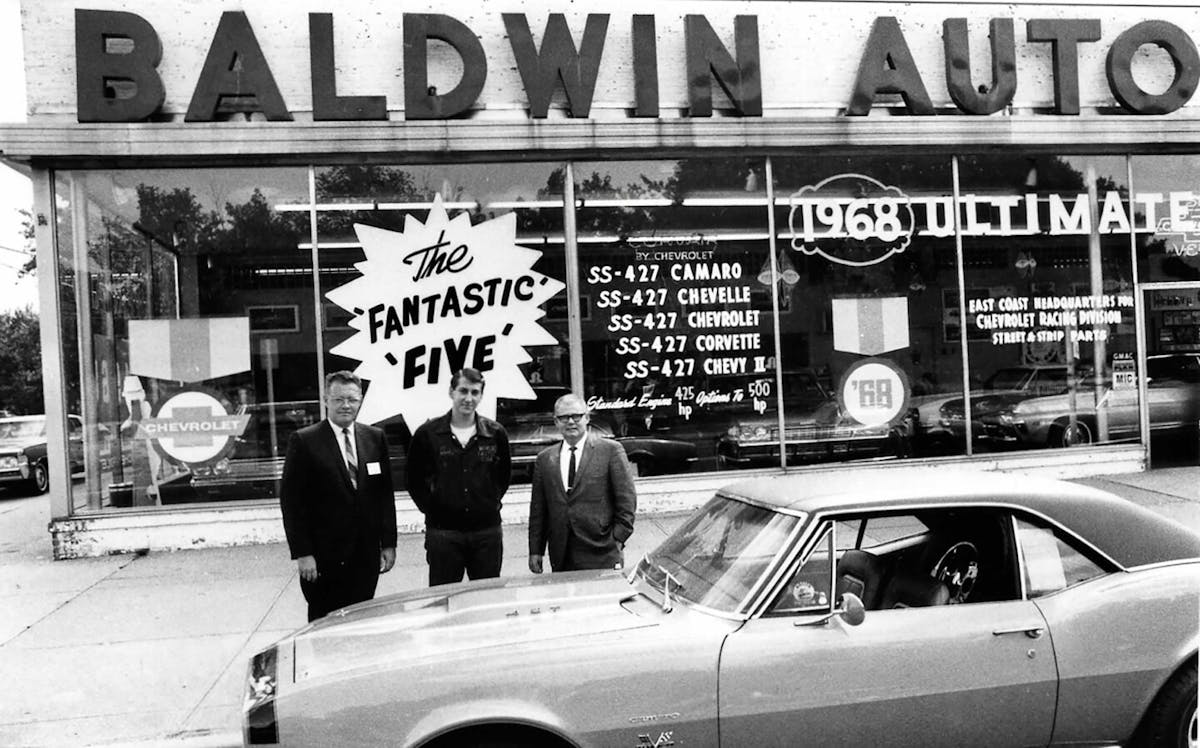 BALDWIN AUTO
The
'FANTASTIC'
'FIVE'
BY CHEVROLET
SS-427 CAMARO
SS-427 CHEVELLE
SS-427 CHEVROLET
SS-427 CORVETTE
SS-427 CHEVY II
Standard Engine 425 hp Options To 500 hp
1968 ULTIMATE
EAST COAST HEADQUARTERS FOR
CHEVROLET RACING DIVISION
STREET & STRIP PARTS
CHEVROLET
'68
GMAC
MIC
427